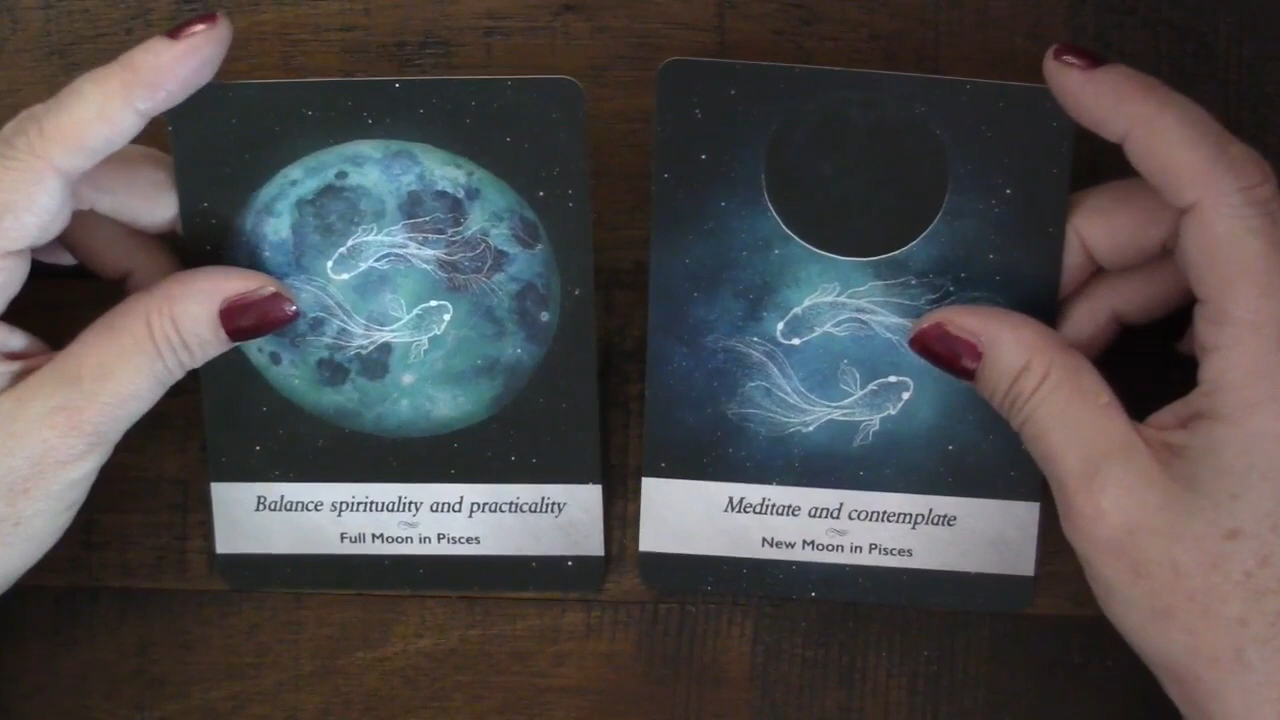 Balance spirituality and practicality
Full Moon in Pisces
Meditate and contemplate
New Moon in Pisces